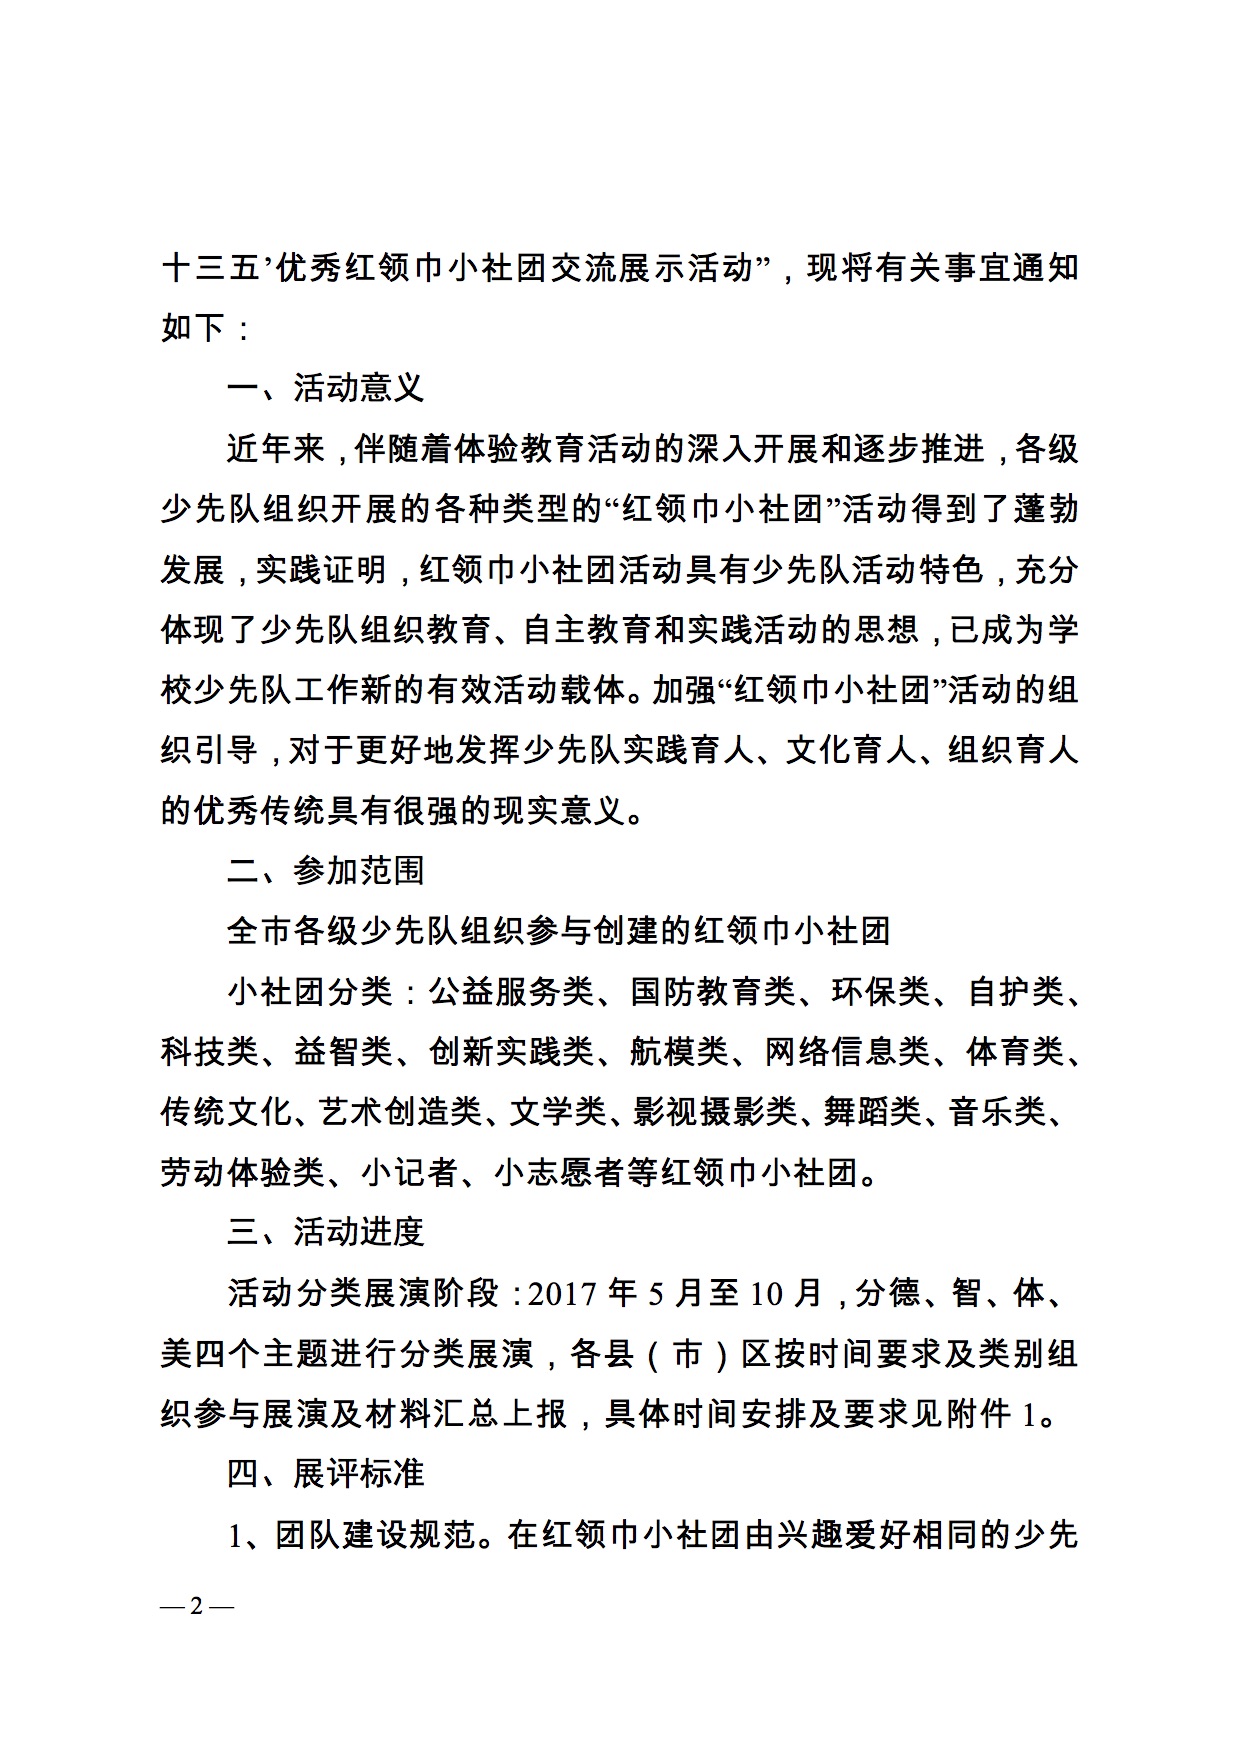 十三五’优秀红领巾小社团交流展示活动”，现将有关事宜通知
如下：
一、活动意义
近年来，伴随着体验教育活动的深入开展和逐步推进，各级
少先队组织开展的各种类型的“红领巾小社团”活动得到了蓬勃
发展，实践证明，红领巾小社团活动具有少先队活动特色，充分
体现了少先队组织教育、自主教育和实践活动的思想，已成为学
校少先队工作新的有效活动载体。加强“红领巾小社团”活动的组
织引导，对于更好地发挥少先队实践育人、文化育人、组织育人
的优秀传统具有很强的现实意义。
二、参加范围
全市各级少先队组织参与创建的红领巾小社团
小社团分类：公益服务类、国防教育类、环保类、自护类、
科技类、益智类、创新实践类、航模类、网络信息类、体育类、
传统文化、艺术创造类、文学类、影视摄影类、舞蹈类、音乐类、
劳动体验类、小记者、小志愿者等红领巾小社团。
三、活动进度
活动分类展演阶段：2017 年 5 月至 10 月，分德、智、体、
美四个主题进行分类展演，各县（市）区按时间要求及类别组
织参与展演及材料汇总上报，具体时间安排及要求见附件 1。
四、展评标准
1、团队建设规范。在红领巾小社团由兴趣爱好相同的少先
— 2 —